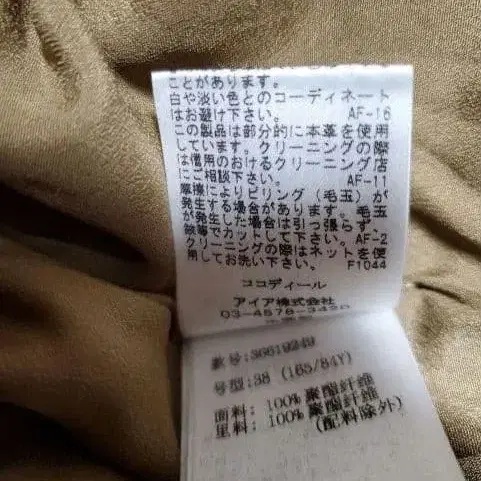 ことがあります。
白や淡い色とのコーディネート
はお避け下さい。 AF-16
この製品は部分的に本革を使用
しています。クリーニングの際
は信用のおけるクリーニング店
にご相談下さい。 AF-11
摩擦によりピリング（毛玉）が
発生する場合があります。毛玉
が発生した場合は引っ張らず、
鋏等でカットして下さい。AF-2
クリーニングの際はネットを使
用してお洗い下さい。 F1044
ココディール
アイア株式会社
03-4578-3420
款号: 36619249
号型: 38 (165/84Y)
面料: 100% 聚酯纤维
里料: 100% 聚酯纤维
(配料除外)